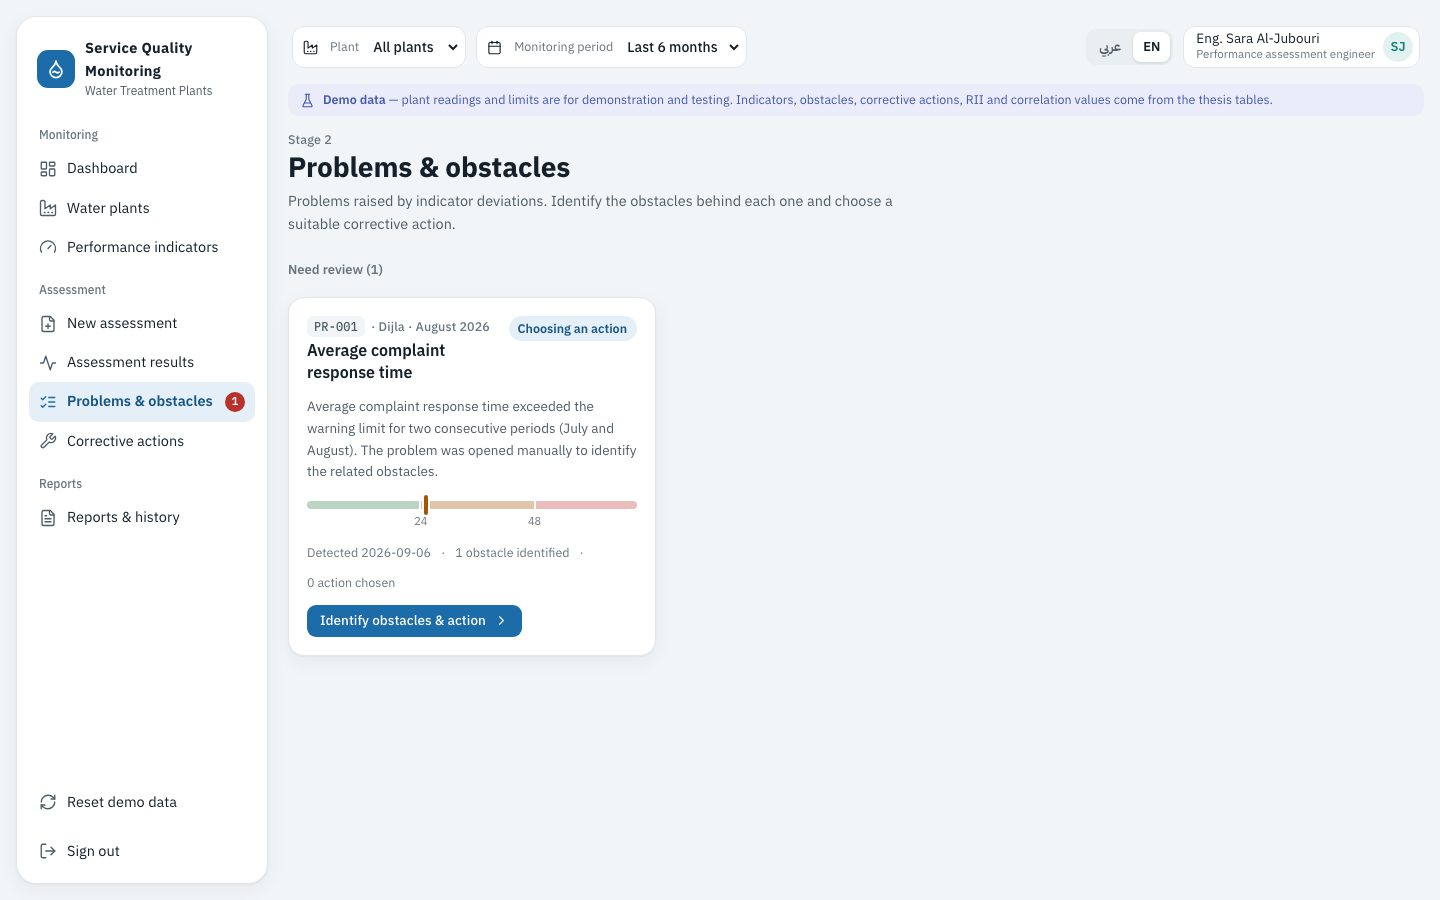 Service Quality
Monitoring
Water Treatment Plants
Monitoring
Dashboard
Water plants
Performance indicators
Assessment
New assessment
Assessment results
Problems & obstacles 1
Corrective actions
Reports
Reports & history
Reset demo data
Sign out
Plant All plants
Monitoring period Last 6 months
عربي EN
Eng. Sara Al-Jubouri
Performance assessment engineer
SJ
Demo data — plant readings and limits are for demonstration and testing. Indicators, obstacles, corrective actions, RII and correlation values come from the thesis tables.
Stage 2
Problems & obstacles
Problems raised by indicator deviations. Identify the obstacles behind each one and choose a
suitable corrective action.
Need review (1)
PR-001 · Dijla · August 2026
Choosing an action
Average complaint
response time
Average complaint response time exceeded the
warning limit for two consecutive periods (July and
August). The problem was opened manually to identify
the related obstacles.
24 48
Detected 2026-09-06 · 1 obstacle identified ·
0 action chosen
Identify obstacles & action